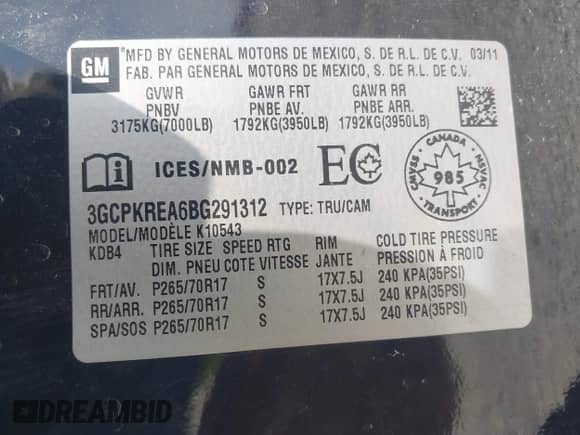 GM
MFD BY GENERAL MOTORS DE MEXICO, S. DE R.L. DE C.V. 03/11
FAB. PAR GENERAL MOTORS DE MEXICO, S. DE R.L. DE C.V.
GVWR GAWR FRT GAWR RR
PNBV PNBE AV. PNBE ARR.
3175KG(7000LB) 1792KG(3950LB) 1792KG(3950LB)
ICES/NMB-002 EC
CANADA CMVSS NSVAC 985 TRANSPORT
3GCPKREA6BG291312 TYPE: TRU/CAM
MODEL/MODÈLE K10543
KDB4 TIRE SIZE SPEED RTG RIM COLD TIRE PRESSURE
DIM. PNEU COTE VITESSE JANTE PRESSION À FROID
FRT/AV. P265/70R17 S 17X7.5J 240 KPA(35PSI)
RR/ARR. P265/70R17 S 17X7.5J 240 KPA(35PSI)
SPA/SOS P265/70R17 S 17X7.5J 240 KPA(35PSI)
DREAMBID